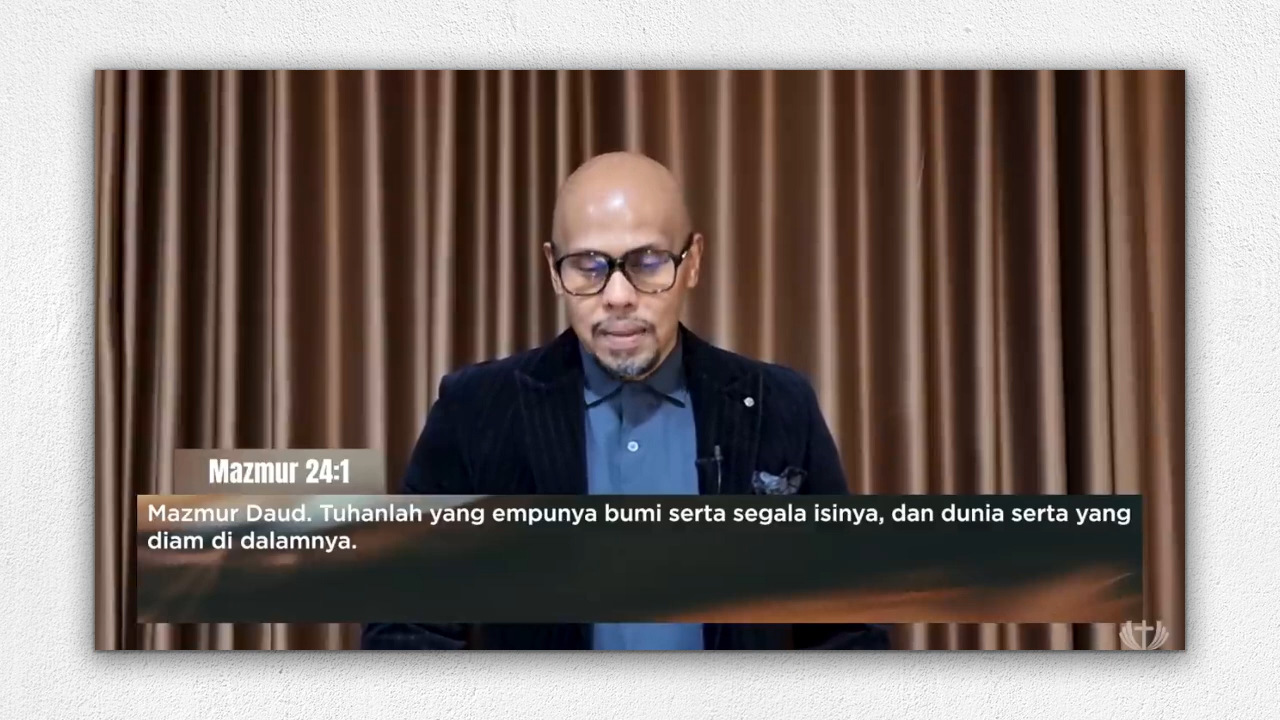 Mazmur 24:1
Mazmur Daud. Tuhanlah yang empunya bumi serta segala isinya, dan dunia serta yang
diam di dalamnya.